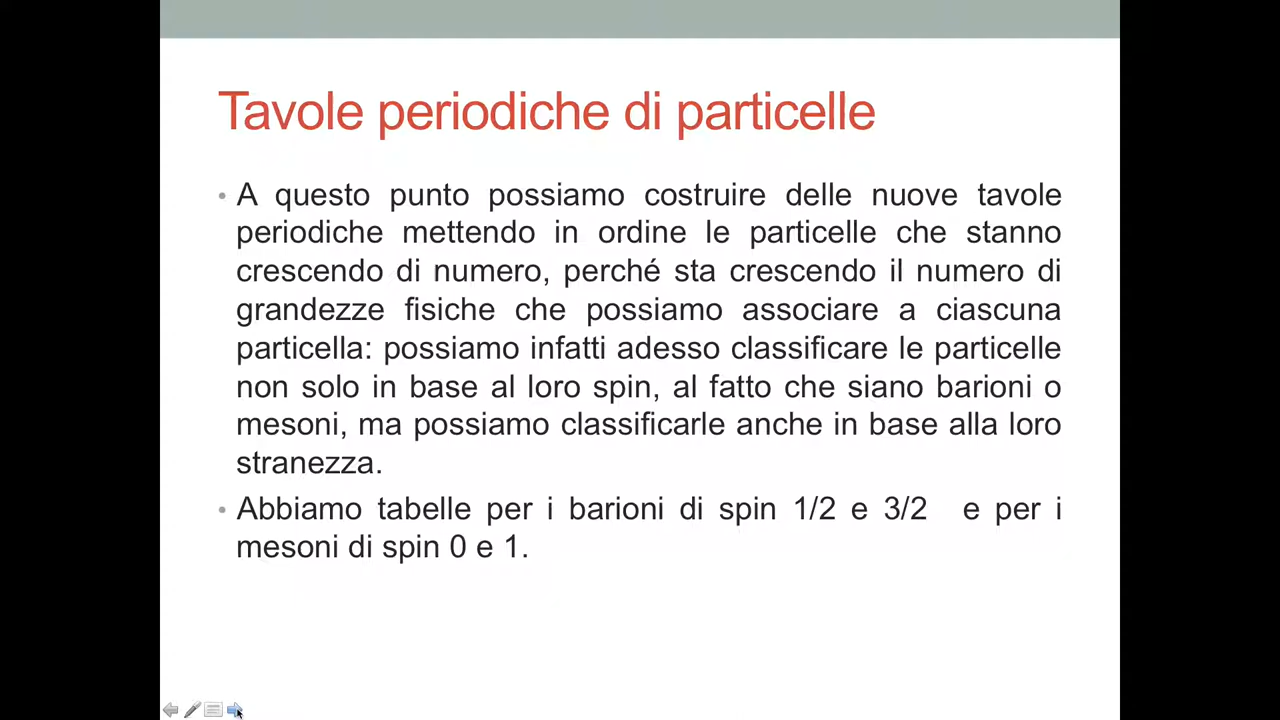 Tavole periodiche di particelle
• A questo punto possiamo costruire delle nuove tavole
periodiche mettendo in ordine le particelle che stanno
crescendo di numero, perché sta crescendo il numero di
grandezze fisiche che possiamo associare a ciascuna
particella: possiamo infatti adesso classificare le particelle
non solo in base al loro spin, al fatto che siano barioni o
mesoni, ma possiamo classificarle anche in base alla loro
stranezza.
• Abbiamo tabelle per i barioni di spin 1/2 e 3/2 e per i
mesoni di spin 0 e 1.